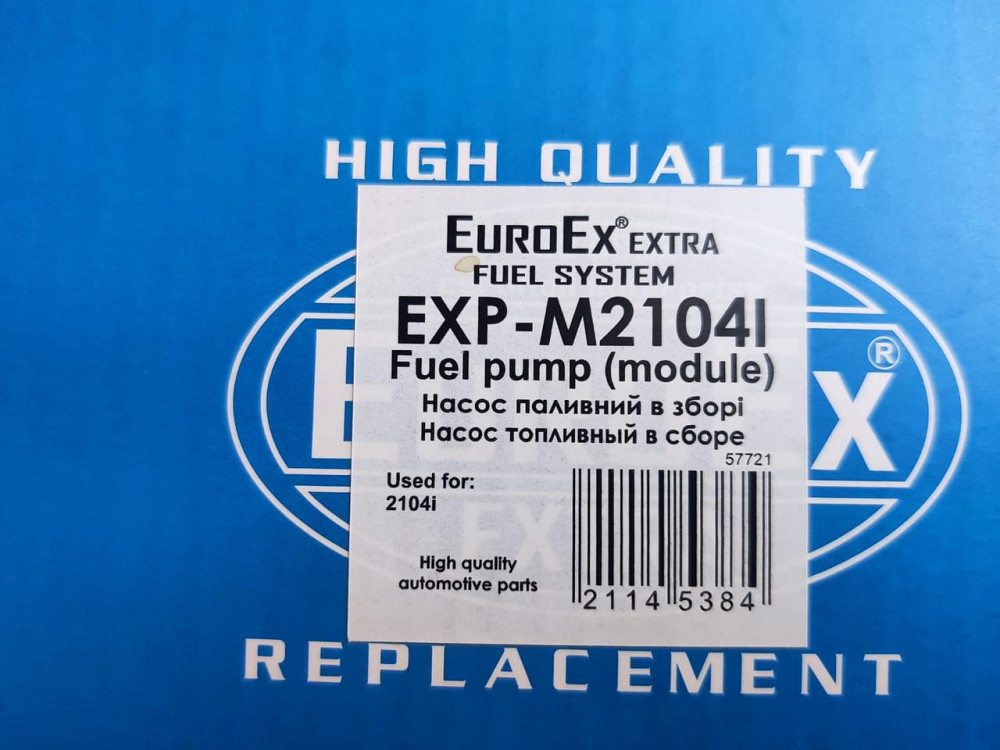 HIGH QUALITY
EUROEX® EXTRA
FUEL SYSTEM
EXP-M2104I
Fuel pump (module)
Насос паливний в зборі
Насос топливный в сборе
57721
Used for:
2104i
High quality
automotive parts
2114 5384
EX®
REPLACEMENT